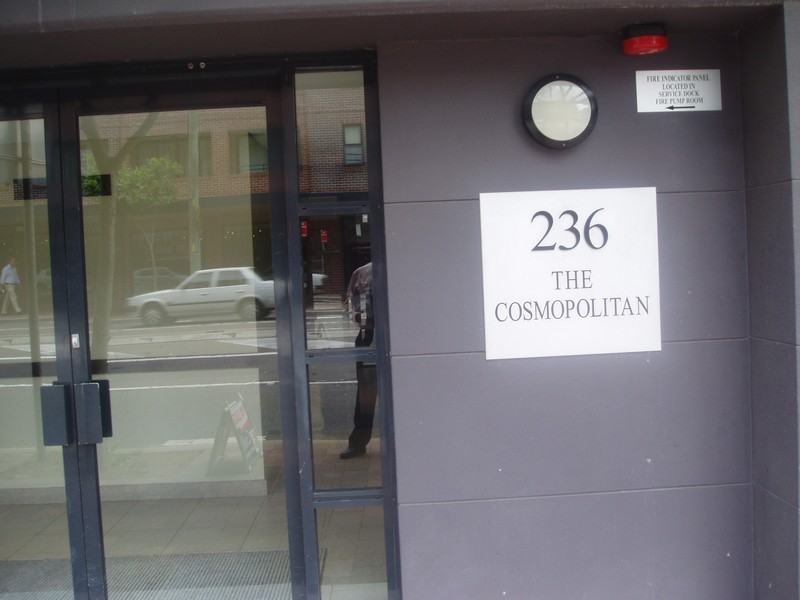 FIRE INDICATOR PANEL
LOCATED IN
SERVICE DOCK
FIRE PUMP ROOM
236
THE
COSMOPOLITAN